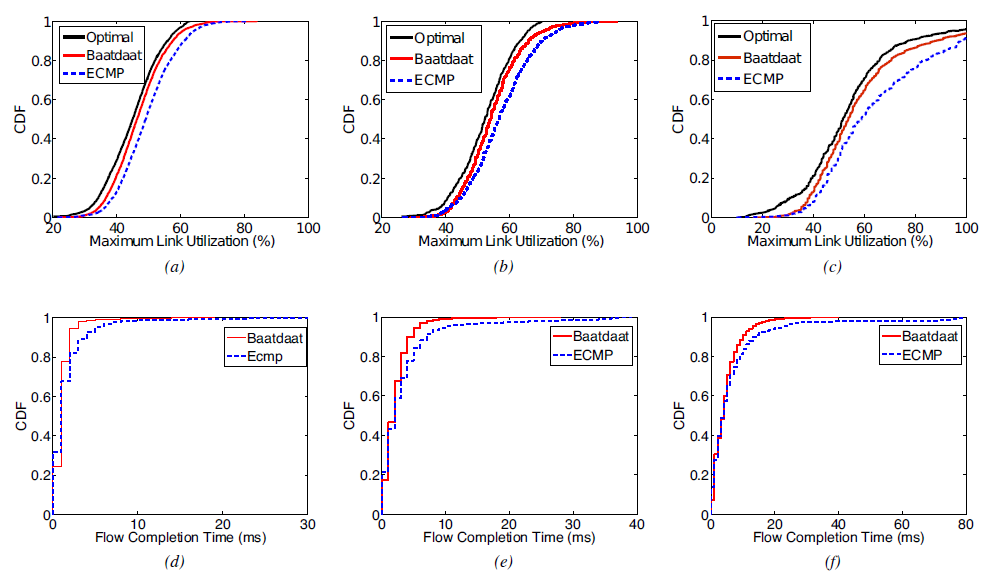 1
0.8
0.6
0.4
0.2
0
CDF
Optimal
Baatdaat
ECMP
20 40 60 80 100
Maximum Link Utilization (%)
(a)
1
0.8
0.6
0.4
0.2
0
CDF
Optimal
Baatdaat
ECMP
20 40 60 80 100
Maximum Link Utilization (%)
(b)
1
0.8
0.6
0.4
0.2
0
CDF
Optimal
Baatdaat
ECMP
0 20 40 60 80 100
Maximum Link Utilization (%)
(c)
1
0.8
0.6
0.4
0.2
0
CDF
Baatdaat
Ecmp
0 10 20 30
Flow Completion Time (ms)
(d)
1
0.8
0.6
0.4
0.2
0
CDF
Baatdaat
ECMP
0 10 20 30 40
Flow Completion Time (ms)
(e)
1
0.8
0.6
0.4
0.2
0
CDF
Baatdaat
ECMP
0 20 40 60 80
Flow Completion Time (ms)
(f)